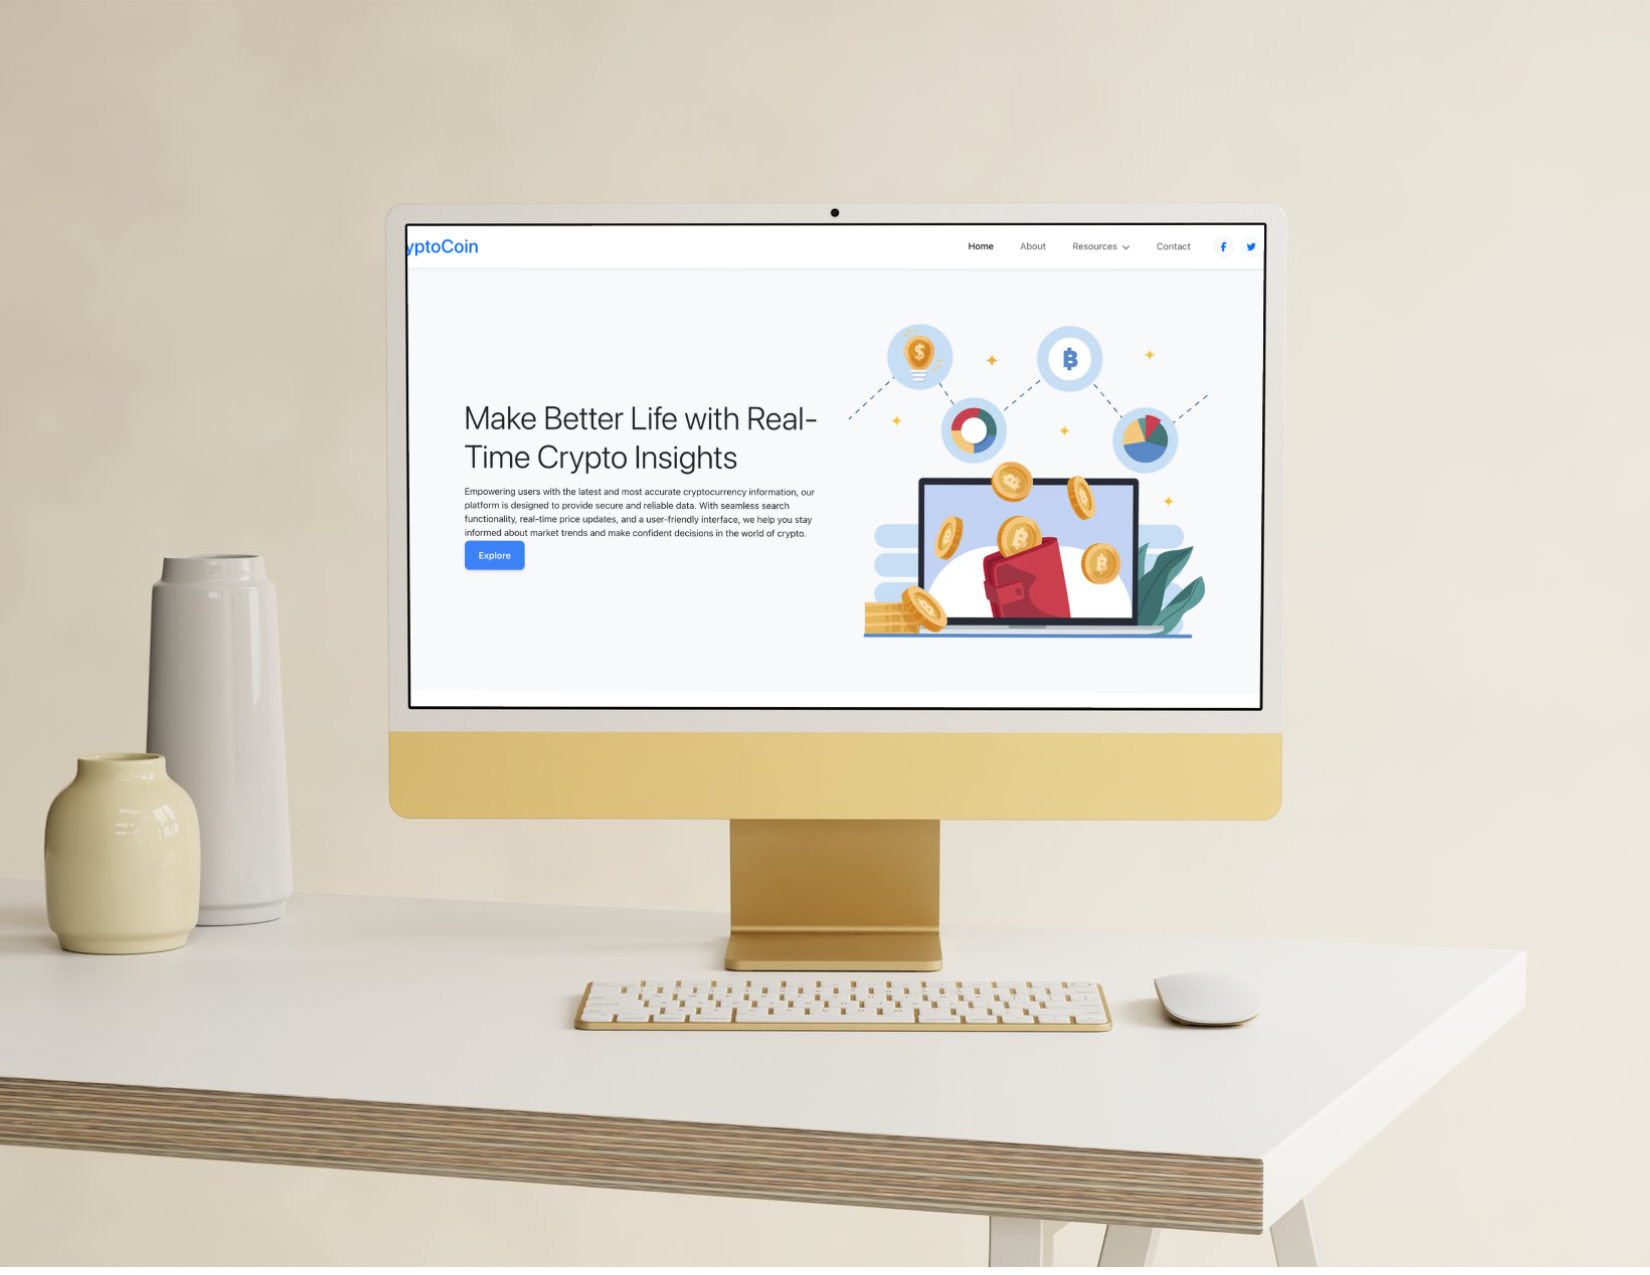 yptoCoin
Home About Resources Contact
Make Better Life with Real-
Time Crypto Insights
Empowering users with the latest and most accurate cryptocurrency information, our
platform is designed to provide secure and reliable data. With seamless search
functionality, real-time price updates, and a user-friendly interface, we help you stay
informed about market trends and make confident decisions in the world of crypto.
Explore